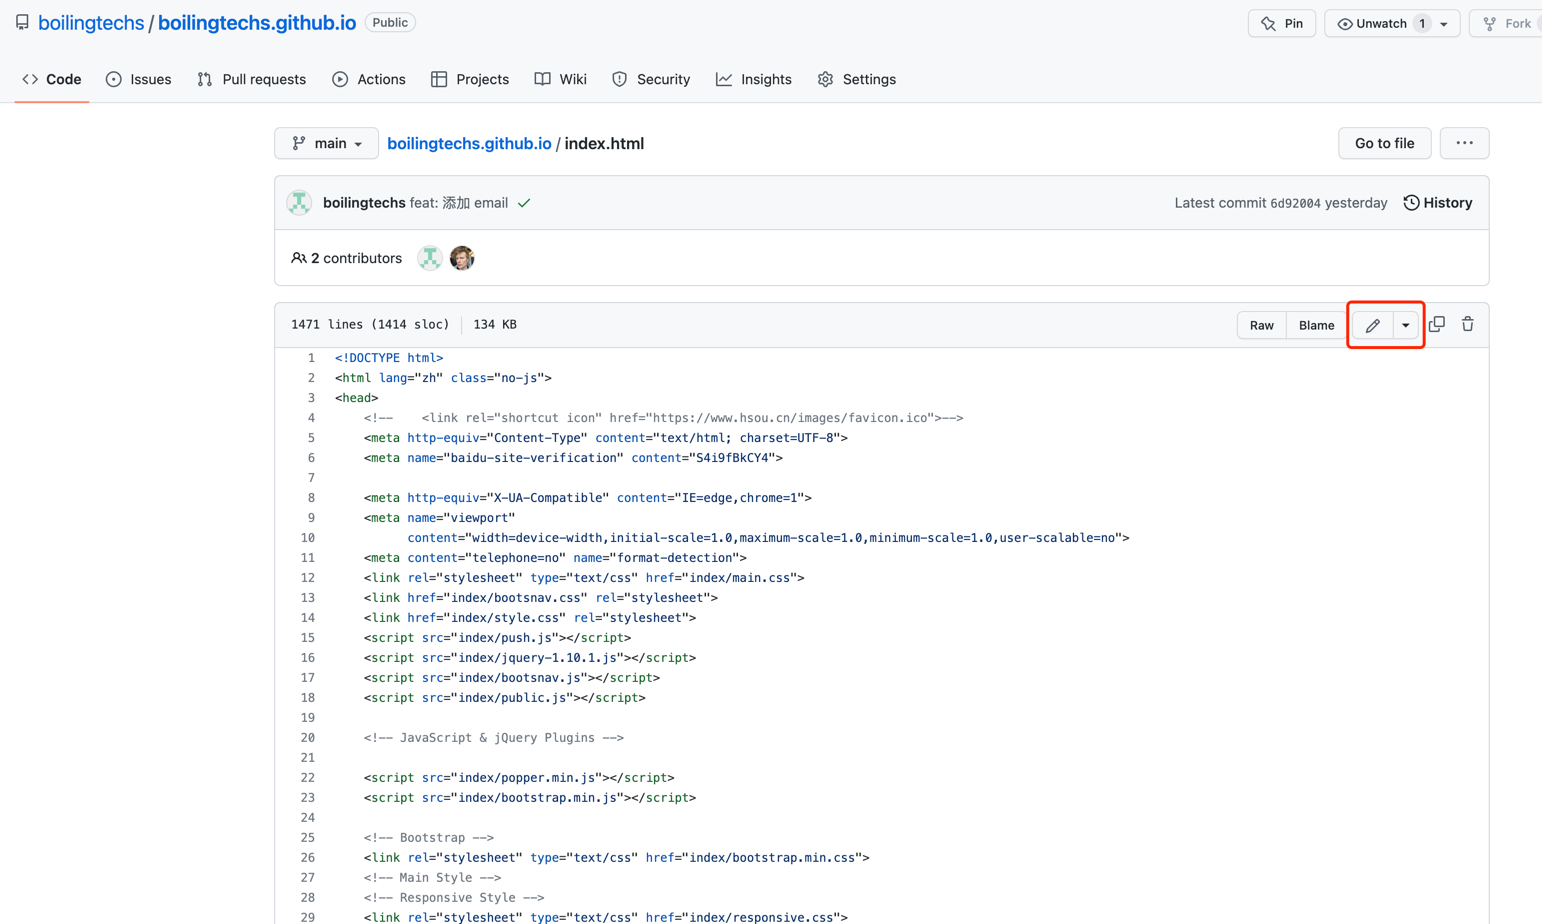 boilingtechs / boilingtechs.github.io Public
Pin Unwatch 1 Fork
Code Issues Pull requests Actions Projects Wiki Security Insights Settings
main boilingtechs.github.io / index.html Go to file ...
boilingtechs feat: 添加 email Latest commit 6d92004 yesterday History
2 contributors
1471 lines (1414 sloc) 134 KB Raw Blame
1 <!DOCTYPE html>
2 <html lang="zh" class="no-js">
3 <head>
4 <!-- <link rel="shortcut icon" href="https://www.hsou.cn/images/favicon.ico">-->
5 <meta http-equiv="Content-Type" content="text/html; charset=UTF-8">
6 <meta name="baidu-site-verification" content="S4i9fBkCY4">
7
8 <meta http-equiv="X-UA-Compatible" content="IE=edge,chrome=1">
9 <meta name="viewport"
10 content="width=device-width,initial-scale=1.0,maximum-scale=1.0,minimum-scale=1.0,user-scalable=no">
11 <meta content="telephone=no" name="format-detection">
12 <link rel="stylesheet" type="text/css" href="index/main.css">
13 <link href="index/bootsnav.css" rel="stylesheet">
14 <link href="index/style.css" rel="stylesheet">
15 <script src="index/push.js"></script>
16 <script src="index/jquery-1.10.1.js"></script>
17 <script src="index/bootsnav.js"></script>
18 <script src="index/public.js"></script>
19
20 <!-- JavaScript & jQuery Plugins -->
21
22 <script src="index/popper.min.js"></script>
23 <script src="index/bootstrap.min.js"></script>
24
25 <!-- Bootstrap -->
26 <link rel="stylesheet" type="text/css" href="index/bootstrap.min.css">
27 <!-- Main Style -->
28 <!-- Responsive Style -->
29 <link rel="stylesheet" type="text/css" href="index/responsive.css">